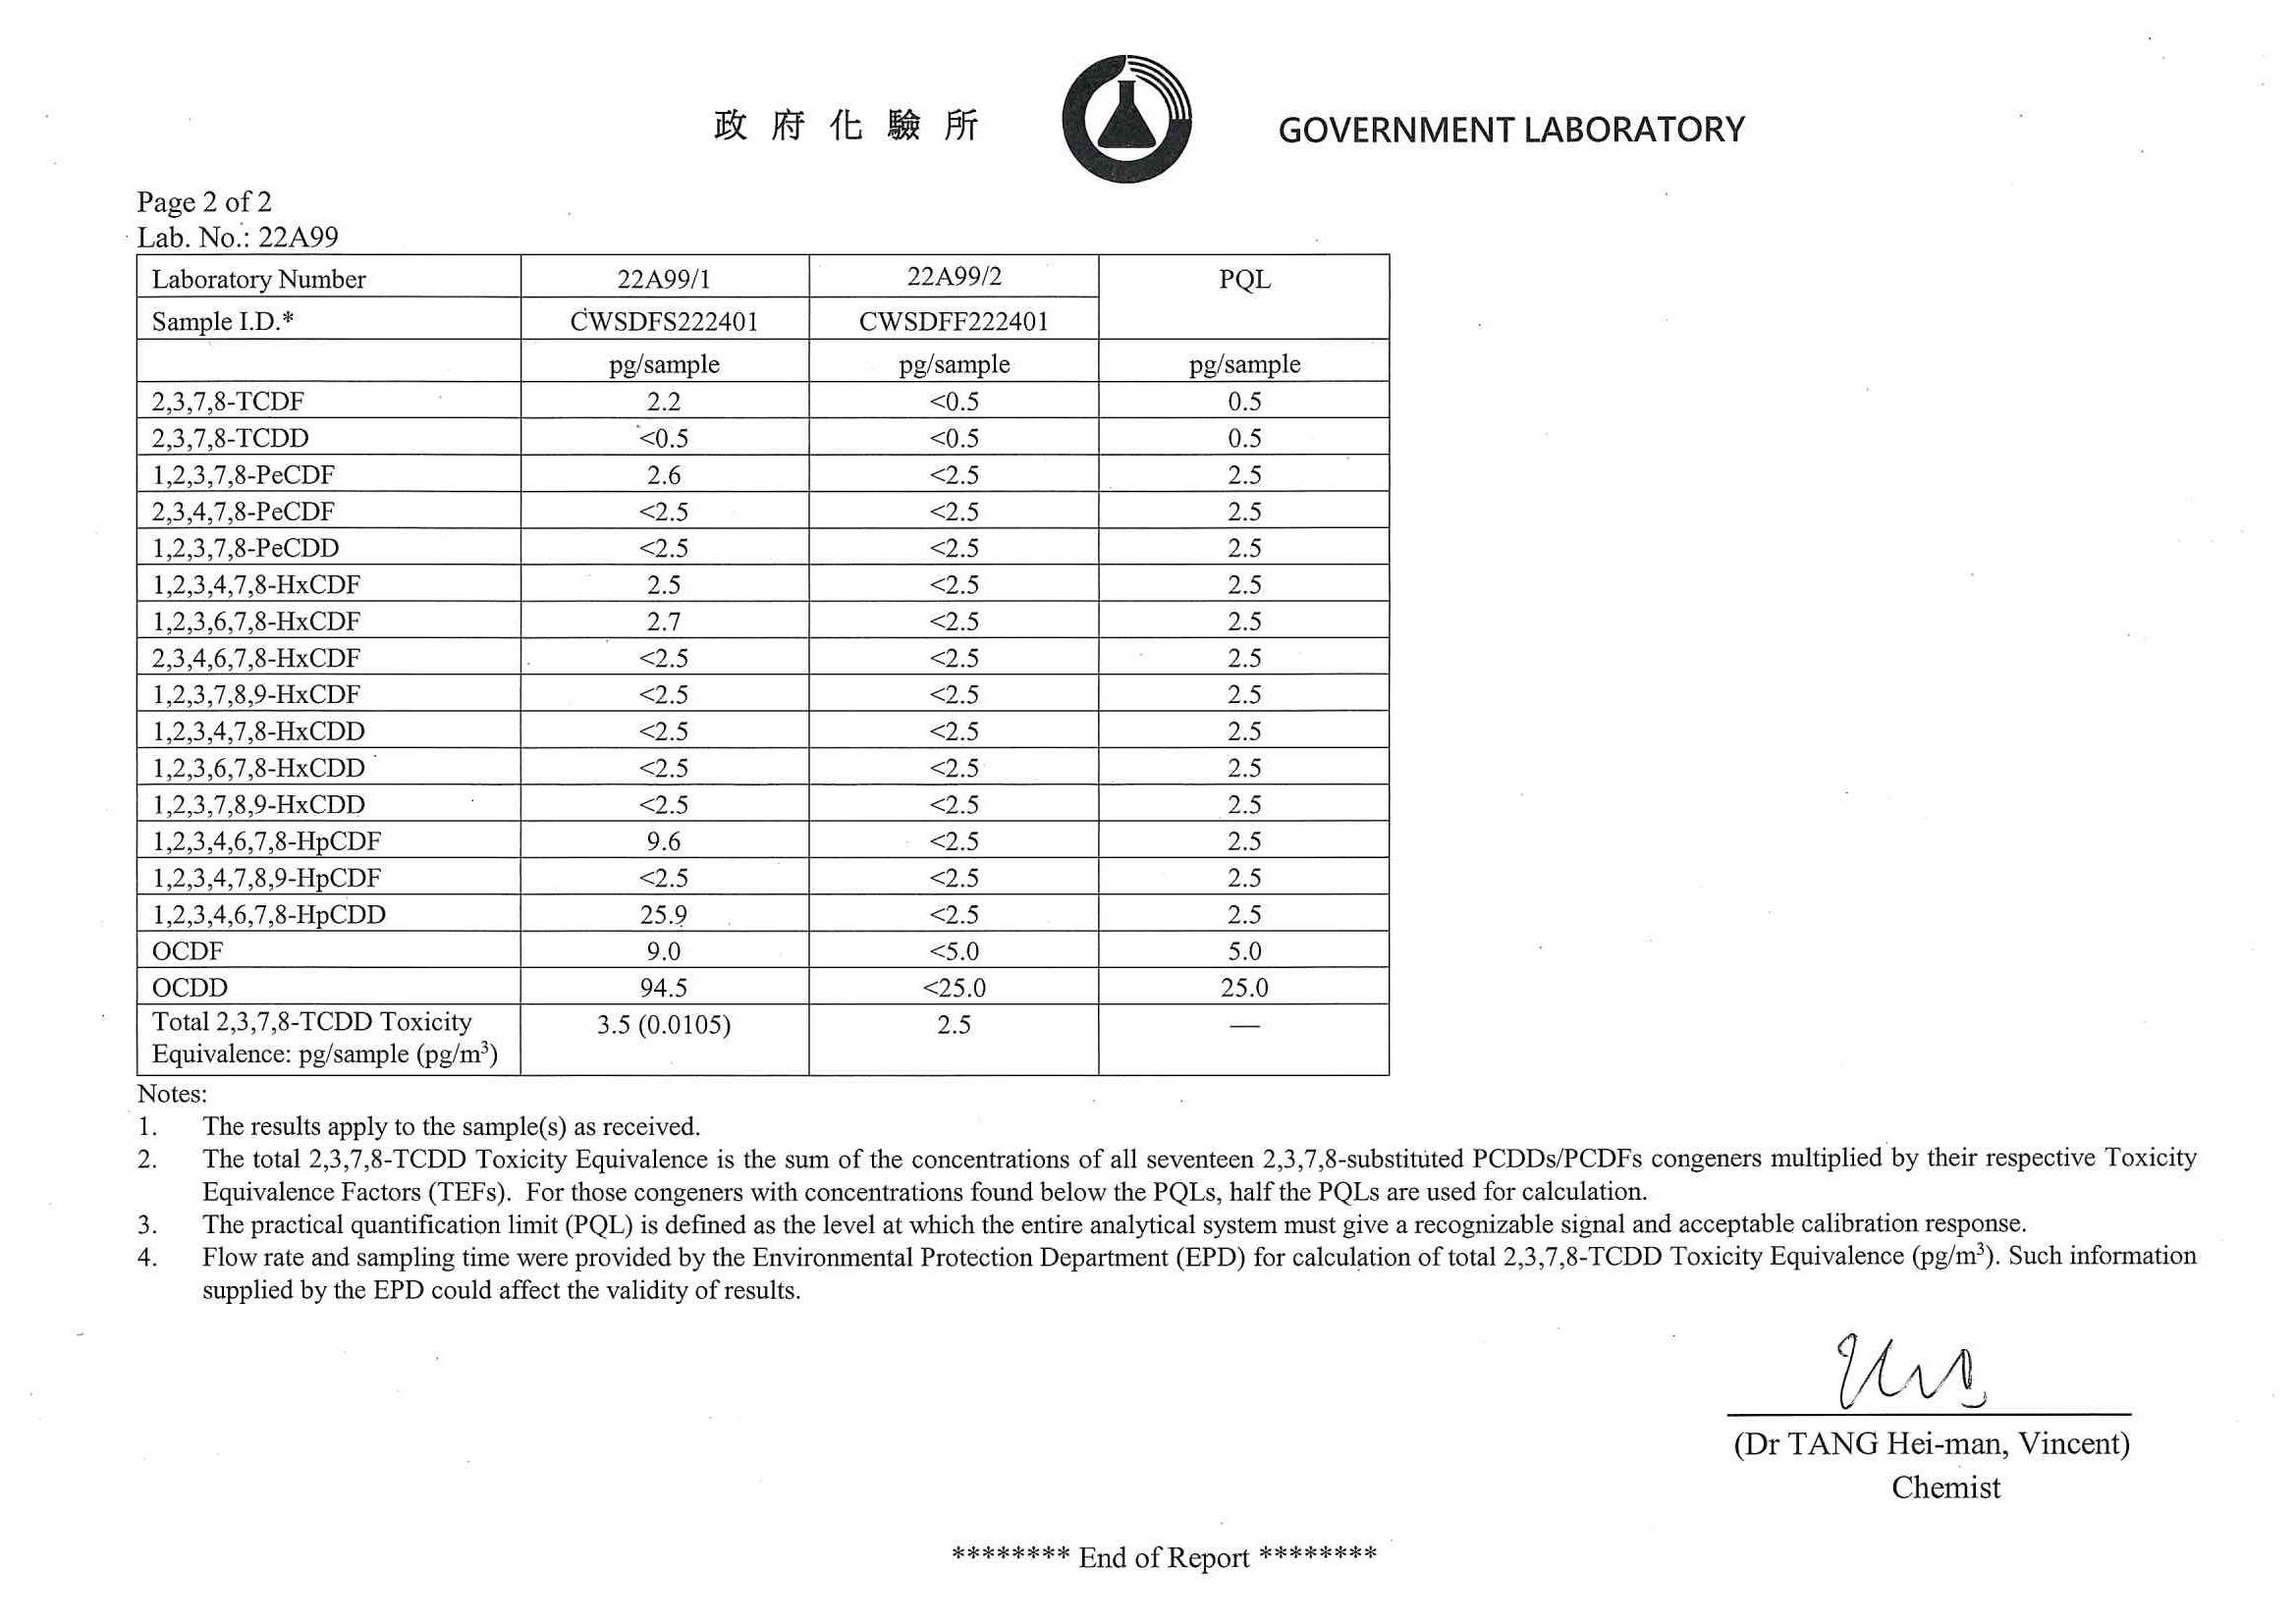 政府化驗所
GOVERNMENT LABORATORY
Page 2 of 2
Lab. No.: 22A99
Laboratory Number 22A99/1 22A99/2 PQL
Sample I.D.* CWSDFS222401 CWSDFF222401
pg/sample pg/sample pg/sample
2,3,7,8-TCDF 2.2 <0.5 0.5
2,3,7,8-TCDD <0.5 <0.5 0.5
1,2,3,7,8-PeCDF 2.6 <2.5 2.5
2,3,4,7,8-PeCDF <2.5 <2.5 2.5
1,2,3,7,8-PeCDD <2.5 <2.5 2.5
1,2,3,4,7,8-HxCDF 2.5 <2.5 2.5
1,2,3,6,7,8-HxCDF 2.7 <2.5 2.5
2,3,4,6,7,8-HxCDF <2.5 <2.5 2.5
1,2,3,7,8,9-HxCDF <2.5 <2.5 2.5
1,2,3,4,7,8-HxCDD <2.5 <2.5 2.5
1,2,3,6,7,8-HxCDD <2.5 <2.5 2.5
1,2,3,7,8,9-HxCDD <2.5 <2.5 2.5
1,2,3,4,6,7,8-HpCDF 9.6 <2.5 2.5
1,2,3,4,7,8,9-HpCDF <2.5 <2.5 2.5
1,2,3,4,6,7,8-HpCDD 25.9 <2.5 2.5
OCDF 9.0 <5.0 5.0
OCDD 94.5 <25.0 25.0
Total 2,3,7,8-TCDD Toxicity 3.5 (0.0105) 2.5 —
Equivalence: pg/sample (pg/m³)
Notes:
1. The results apply to the sample(s) as received.
2. The total 2,3,7,8-TCDD Toxicity Equivalence is the sum of the concentrations of all seventeen 2,3,7,8-substituted PCDDs/PCDFs congeners multiplied by their respective Toxicity
Equivalence Factors (TEFs). For those congeners with concentrations found below the PQLs, half the PQLs are used for calculation.
3. The practical quantification limit (PQL) is defined as the level at which the entire analytical system must give a recognizable signal and acceptable calibration response.
4. Flow rate and sampling time were provided by the Environmental Protection Department (EPD) for calculation of total 2,3,7,8-TCDD Toxicity Equivalence (pg/m³). Such information
supplied by the EPD could affect the validity of results.
(Dr TANG Hei-man, Vincent)
Chemist
******** End of Report ********